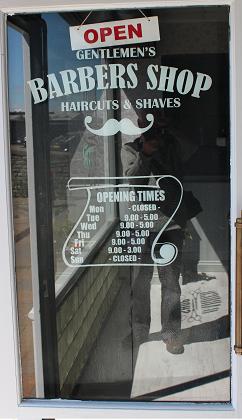 OPEN
GENTLEMEN'S
BARBERS SHOP
HAIRCUTS & SHAVES
OPENING TIMES
Mon - CLOSED -
Tue 9.00 - 5.00
Wed 9.00 - 5.00
Thu 9.00 - 5.00
Fri 9.00 - 5.00
Sat 9.00 - 3.00
Sun - CLOSED -